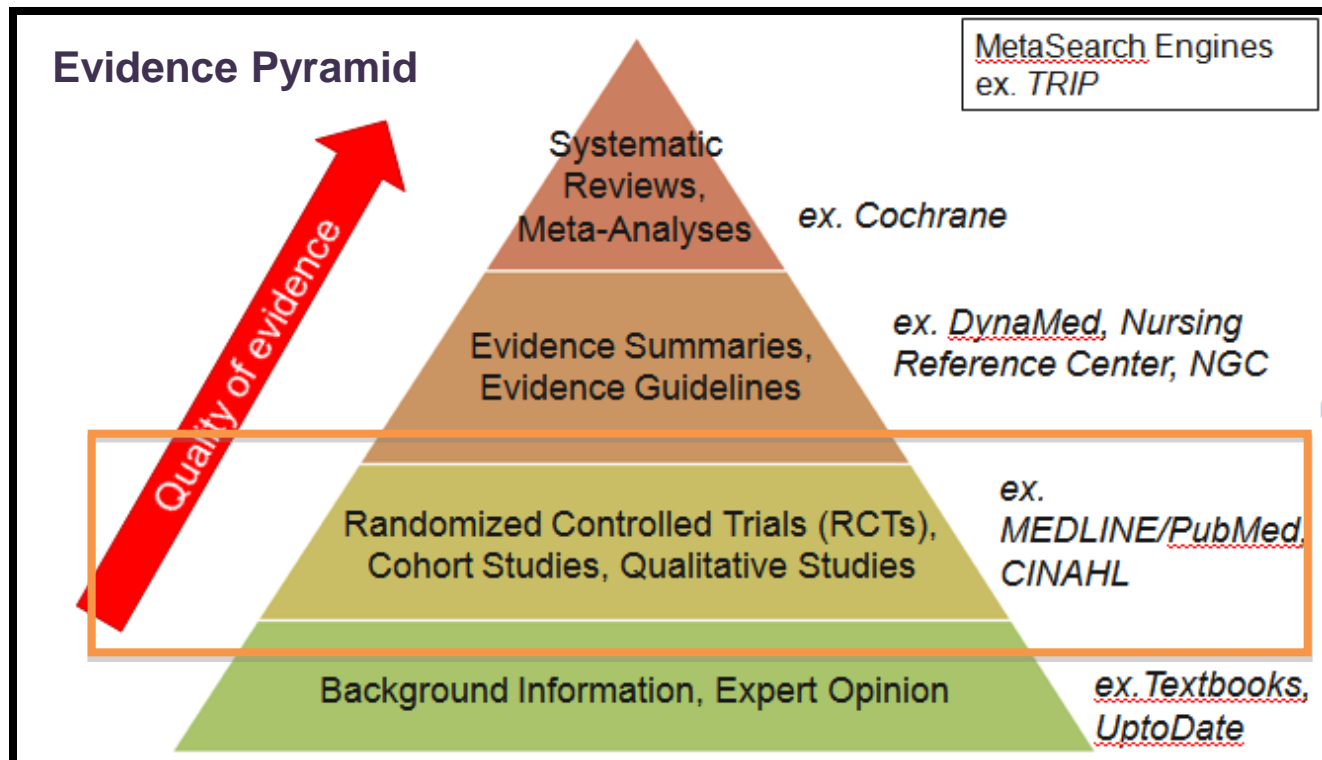 Evidence Pyramid
MetaSearch Engines
ex. TRIP
Quality of evidence
Systematic
Reviews,
Meta-Analyses
ex. Cochrane
Evidence Summaries,
Evidence Guidelines
ex. DynaMed, Nursing
Reference Center, NGC
Randomized Controlled Trials (RCTs),
Cohort Studies, Qualitative Studies
ex.
MEDLINE/PubMed,
CINAHL
Background Information, Expert Opinion
ex.Textbooks,
UptoDate